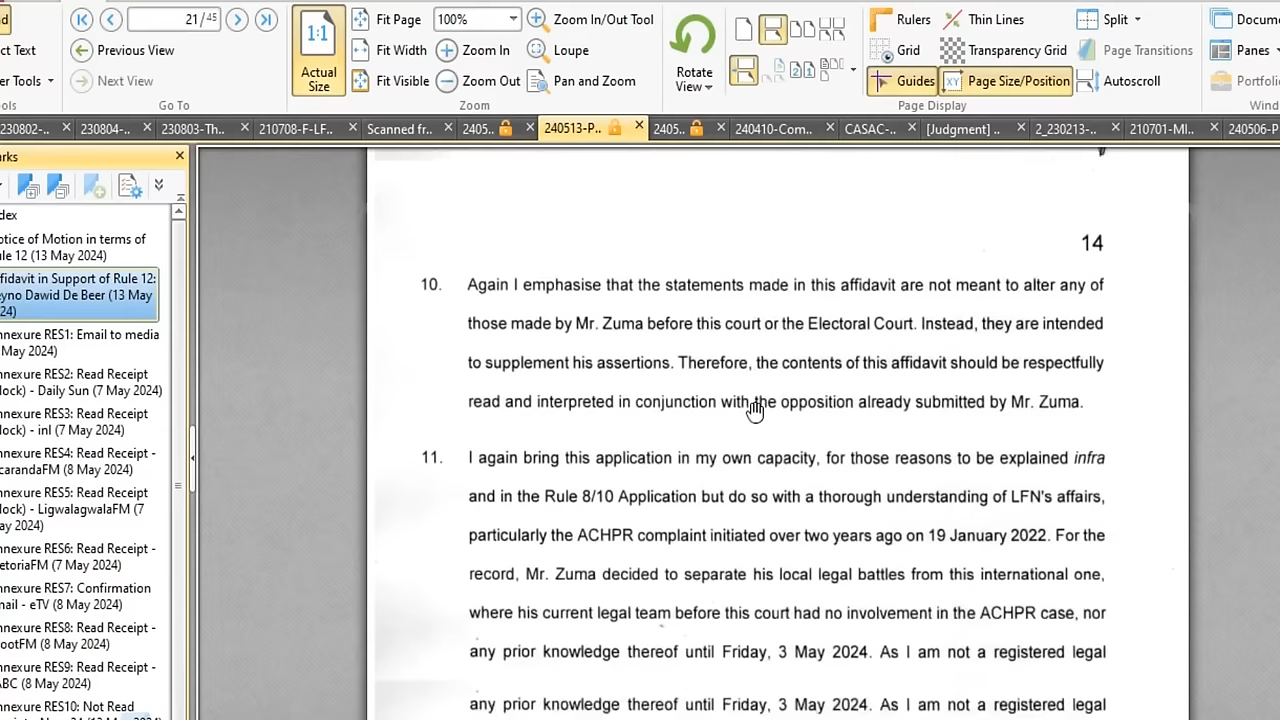 21 / 45
Fit Page
100%
Zoom In/Out Tool
Rulers
Thin Lines
Split
Docum
ct Text
Previous View
1:1
Fit Width
Zoom In
Loupe
Grid
Transparency Grid
Page Transitions
Panes
er Tools
Next View
Actual
Size
Fit Visible
Zoom Out
Pan and Zoom
Rotate
View
Guides
Page Size/Position
Autoscroll
Portfolio
ols
Go To
Zoom
Page Display
Wind
230802-..
230804-..
230803-Th..
210708-F-LF..
Scanned fr..
2405..
240513-P..
2405..
240410-Com..
CASAC-..
[Judgment] ..
2_230213-..
210701-MI..
240506-P
rks
dex
otice of Motion in terms of
ule 12 (13 May 2024)
ffidavit in Support of Rule 12:
eyno Dawid De Beer (13 May
24)
nnexure RES1: Email to media
May 2024)
nnexure RES2: Read Receipt
lock) - Daily Sun (7 May 2024)
nnexure RES3: Read Receipt
lock) - inl (7 May 2024)
nnexure RES4: Read Receipt -
carandaFM (8 May 2024)
nnexure RES5: Read Receipt
- LigwalagwalaFM (7
ay 2024)
nnexure RES6: Read Receipt -
etoriaFM (7 May 2024)
nnexure RES7: Confirmation
mail - eTV (8 May 2024)
nnexure RES8: Read Receipt -
ootFM (8 May 2024)
nnexure RES9: Read Receipt -
BC (8 May 2024)
nnexure RES10: Not Read
14
10. Again I emphasise that the statements made in this affidavit are not meant to alter any of
those made by Mr. Zuma before this court or the Electoral Court. Instead, they are intended
to supplement his assertions. Therefore, the contents of this affidavit should be respectfully
read and interpreted in conjunction with the opposition already submitted by Mr. Zuma.
11. I again bring this application in my own capacity, for those reasons to be explained infra
and in the Rule 8/10 Application but do so with a thorough understanding of LFN's affairs,
particularly the ACHPR complaint initiated over two years ago on 19 January 2022. For the
record, Mr. Zuma decided to separate his local legal battles from this international one,
where his current legal team before this court had no involvement in the ACHPR case, nor
any prior knowledge thereof until Friday, 3 May 2024. As I am not a registered legal
any prior knowledge thereof until Friday, 3 May 2024. As I am not a registered legal